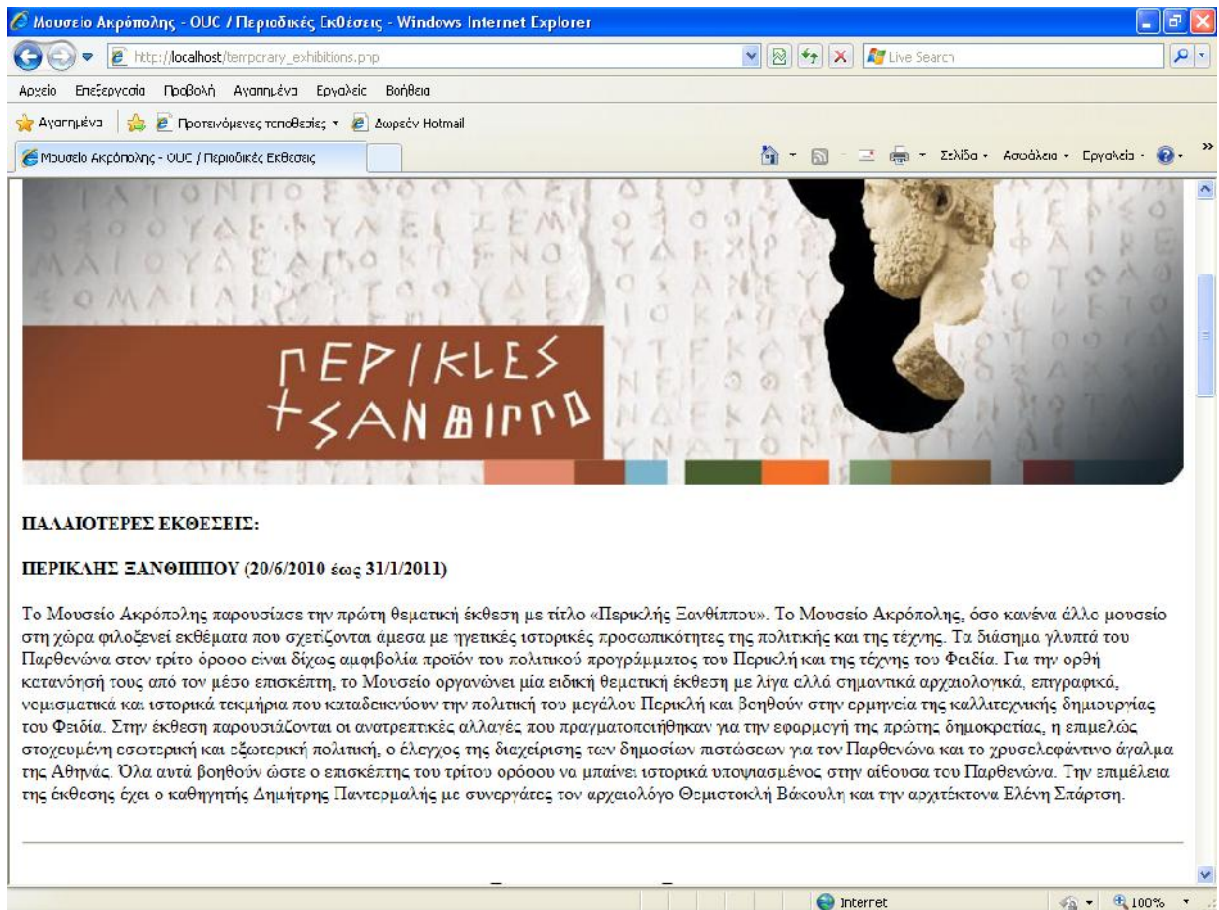 Μουσείο Ακρόπολης - OUC / Περιοδικές Εκθέσεις - Windows Internet Explorer
http://localhost/temporary_exhibitions.php
Live Search
Αρχείο Επεξεργασία Προβολή Αγαπημένα Εργαλεία Βοήθεια
Αγαπημένα Προτεινόμενες τοποθεσίες Δωρεάν Hotmail
Μουσείο Ακρόπολης - OUC / Περιοδικές Εκθέσεις
Σελίδα Ασφάλεια Εργαλεία
ΠΑΛΑΙΟΤΕΡΕΣ ΕΚΘΕΣΕΙΣ:
ΠΕΡΙΚΛΗΣ ΞΑΝΘΙΠΠΟΥ (20/6/2010 έως 31/1/2011)
Το Μουσείο Ακρόπολης παρουσίασε την πρώτη θεματική έκθεση με τίτλο «Περικλής Ξανθίππου». Το Μουσείο Ακρόπολης, όσο κανένα άλλο μουσείο
στη χώρα φιλοξενεί εκθέματα που σχετίζονται άμεσα με ηγετικές ιστορικές προσωπικότητες της πολιτικής και της τέχνης. Τα διάσημα γλυπτά του
Παρθενώνα στον τρίτο όροφο είναι δίχως αμφιβολία προϊόν του πολιτικού προγράμματος του Περικλή και της τέχνης του Φειδία. Για την ορθή
κατανόησή τους από τον μέσο επισκέπτη, το Μουσείο οργανώνει μία ειδική θεματική έκθεση με λίγα αλλά σημαντικά αρχαιολογικά, επιγραφικά,
νομισματικά και ιστορικά τεκμήρια που καταδεικνύουν την πολιτική του μεγάλου Περικλή και βοηθούν στην ερμηνεία της καλλιτεχνικής δημιουργίας
του Φειδία. Στην έκθεση παρουσιάζονται οι ανατρεπτικές αλλαγές που πραγματοποιήθηκαν για την εφαρμογή της πρώτης δημοκρατίας, η επιμελώς
στοχευμένη εσωτερική και εξωτερική πολιτική, ο έλεγχος της διαχείρισης των δημοσίων πιστώσεων για τον Παρθενώνα και το χρυσελεφάντινο άγαλμα
της Αθηνάς. Όλα αυτά βοηθούν ώστε ο επισκέπτης του τρίτου ορόφου να μπαίνει ιστορικά υποψιασμένος στην αίθουσα του Παρθενώνα. Την επιμέλεια
της έκθεσης έχει ο καθηγητής Δημήτρης Παντερμαλής με συνεργάτες τον αρχαιολόγο Θεμιστοκλή Βάκουλη και την αρχιτέκτονα Ελένη Σπάρτση.
Internet 100%